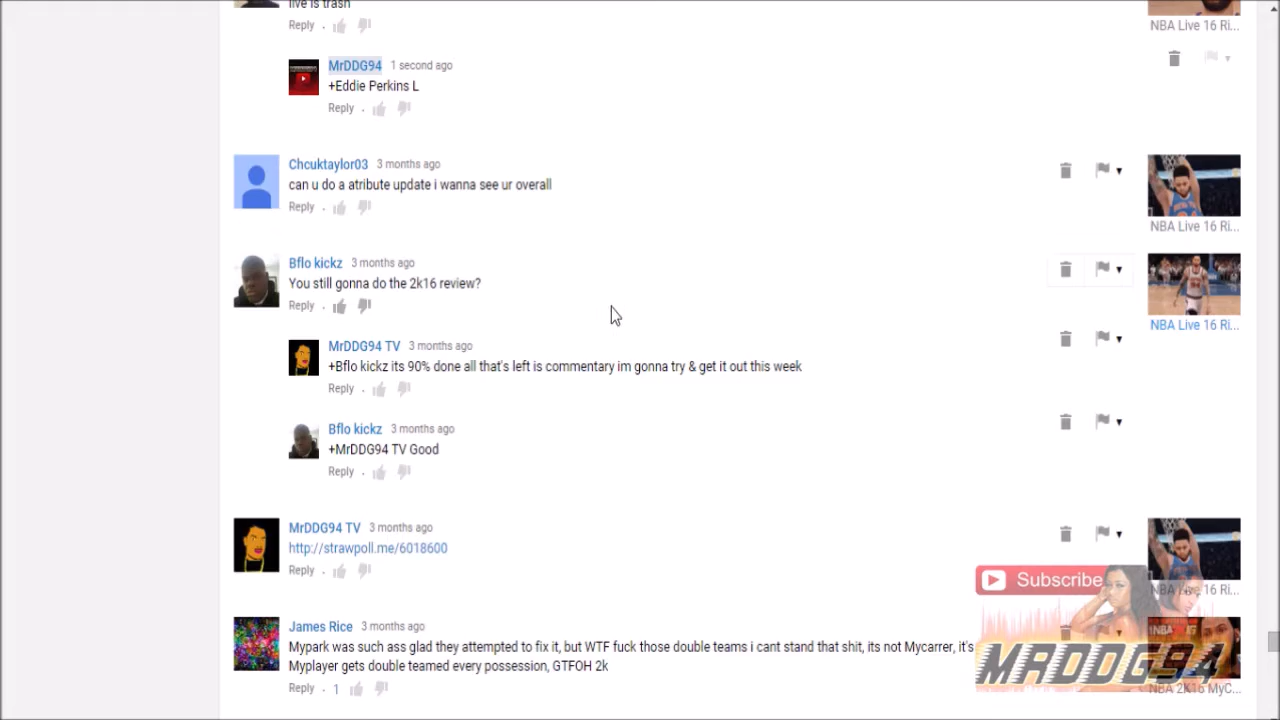 live is trash
Reply .
NBA Live 16 Ri...
MrDDG94 1 second ago
+Eddie Perkins L
Reply .
Chcuktaylor03 3 months ago
can u do a atribute update i wanna see ur overall
Reply .
NBA Live 16 Ri...
Bflo kickz 3 months ago
You still gonna do the 2k16 review?
Reply .
NBA Live 16 Ri...
MrDDG94 TV 3 months ago
+Bflo kickz its 90% done all that's left is commentary im gonna try & get it out this week
Reply .
Bflo kickz 3 months ago
+MrDDG94 TV Good
Reply .
MrDDG94 TV 3 months ago
http://strawpoll.me/6018600
Reply .
Subscribe
16 Ri...
James Rice 3 months ago
Mypark was such ass glad they attempted to fix it, but WTF fuck those double teams i cant stand that shit, its not Mycarrer, it's
Myplayer gets double teamed every possession, GTFOH 2k
Reply . 1
MRDDG94
NBA 2K16 MyC...